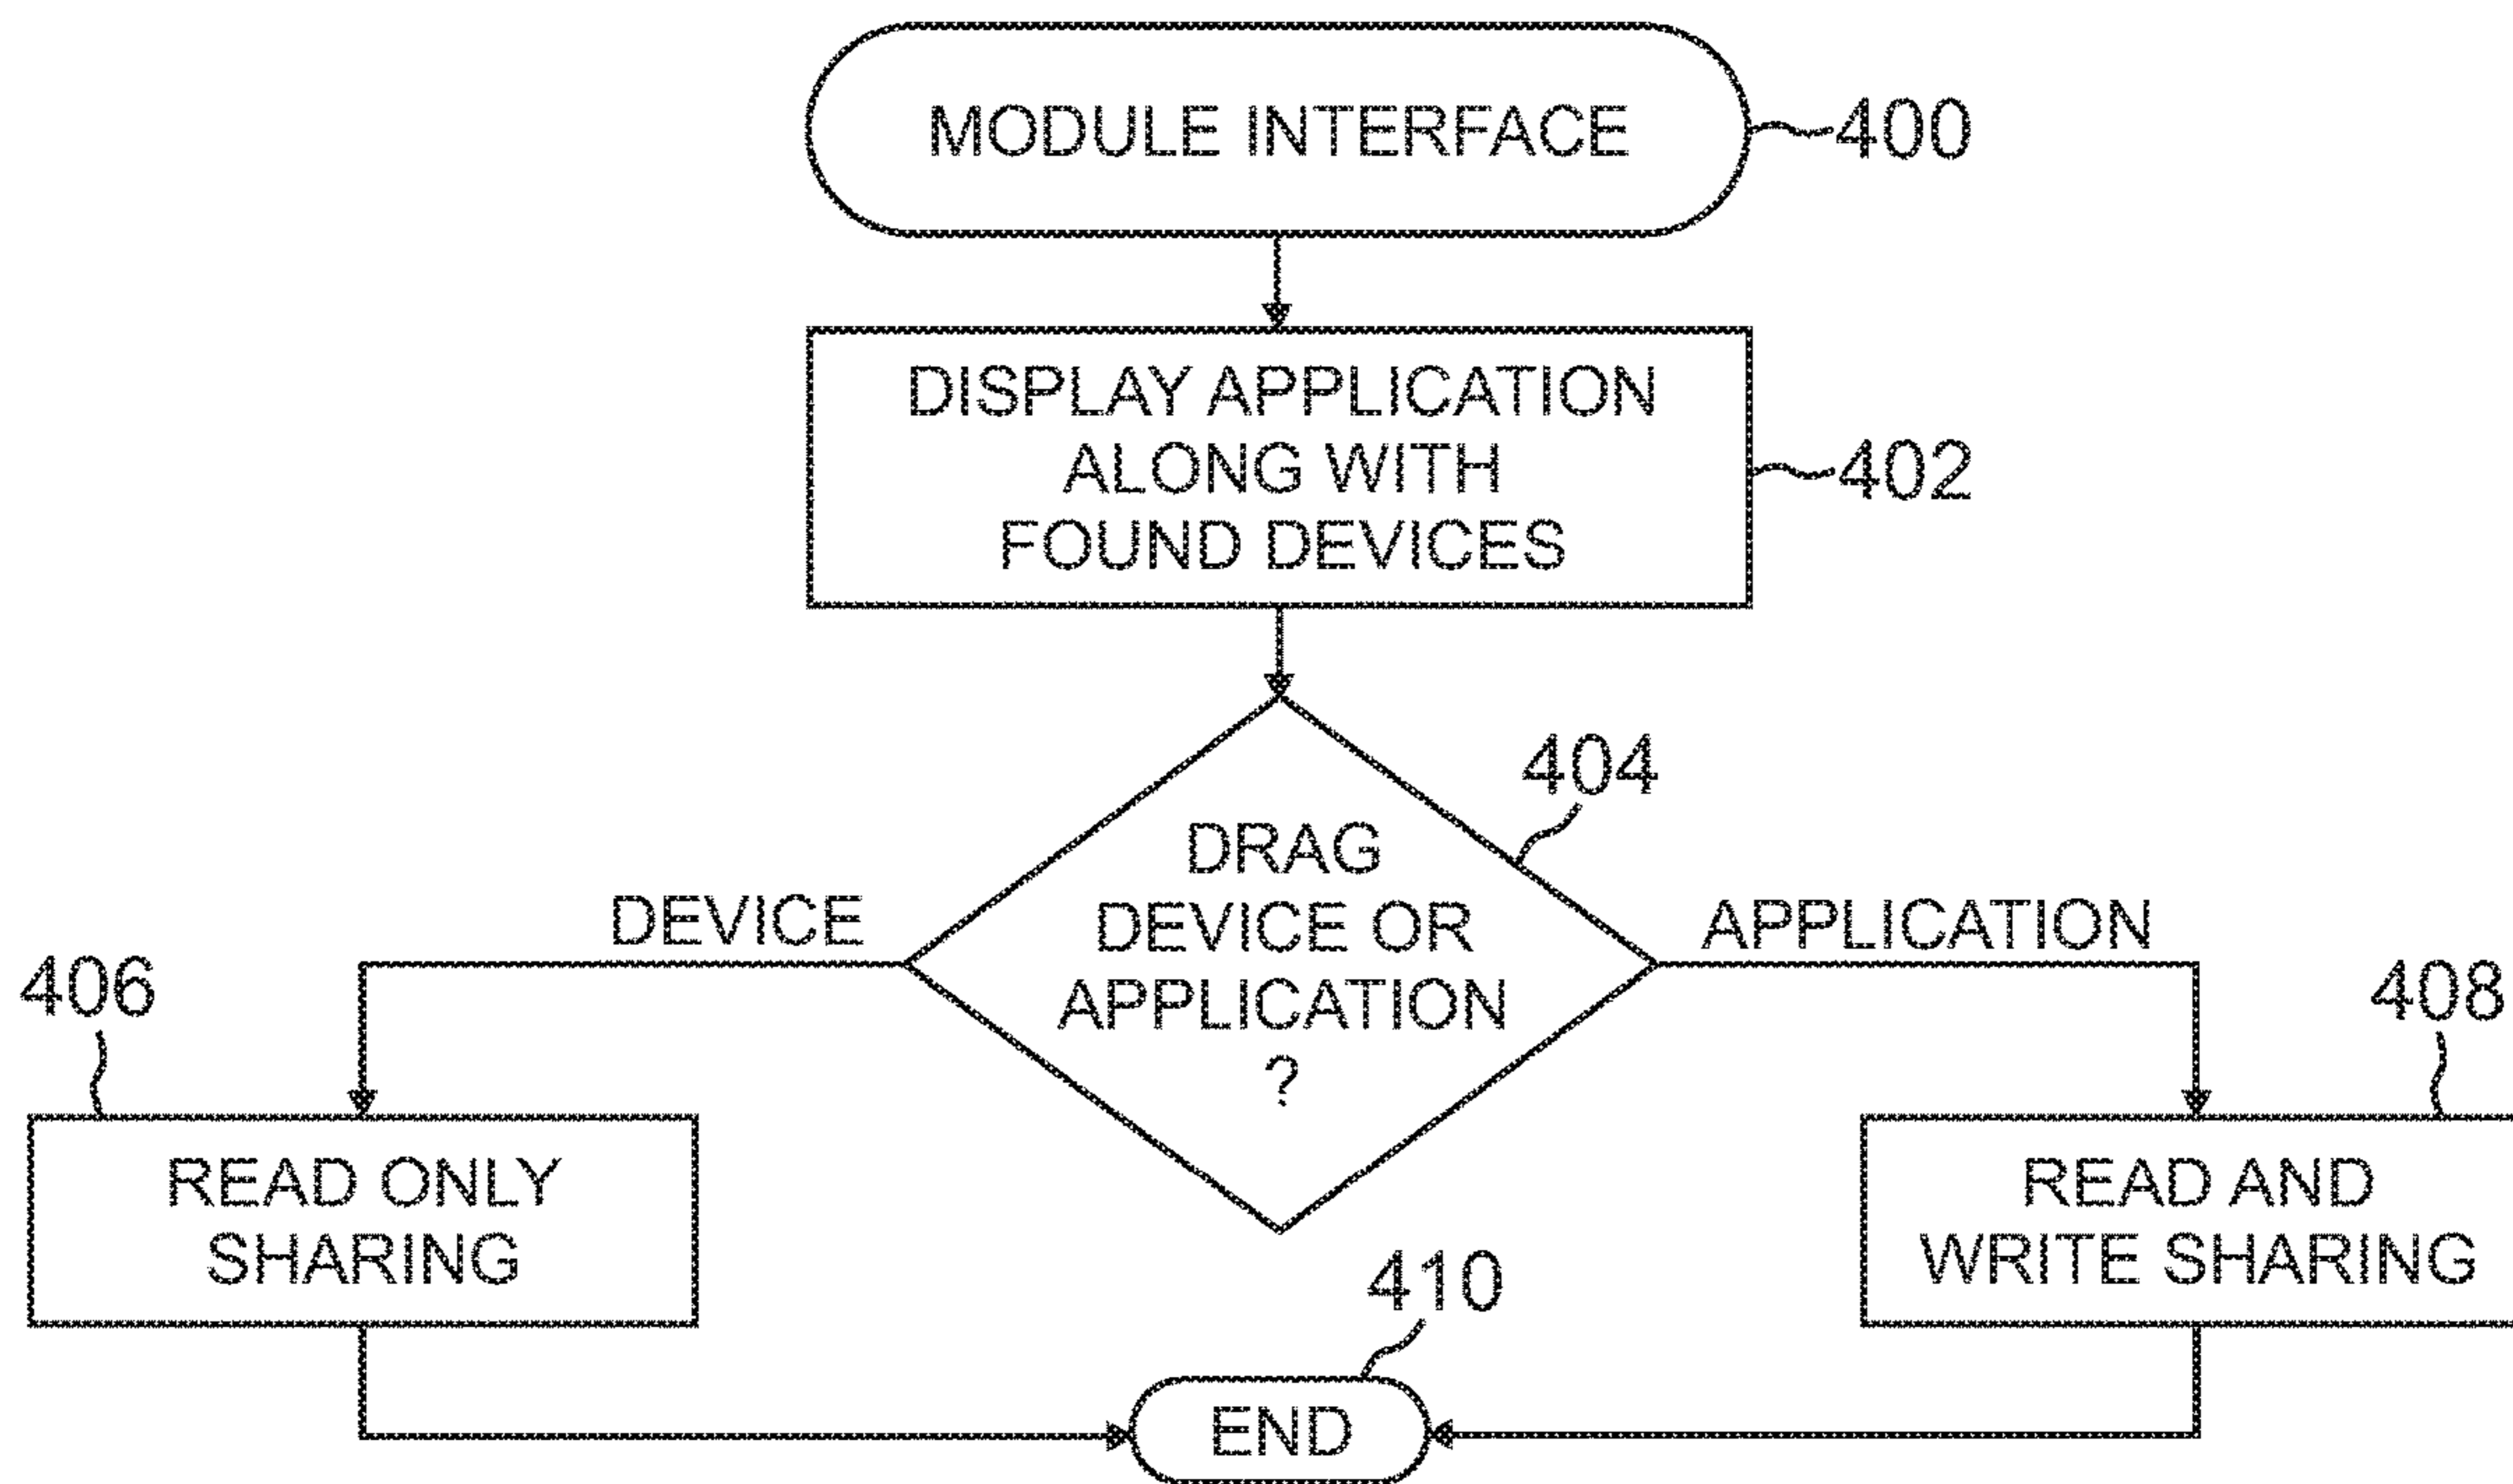 MODULE INTERFACE
400
DISPLAY APPLICATION
ALONG WITH
FOUND DEVICES
402
404
DRAG
DEVICE OR
APPLICATION
?
DEVICE
APPLICATION
406
408
READ ONLY
SHARING
READ AND
WRITE SHARING
410
END